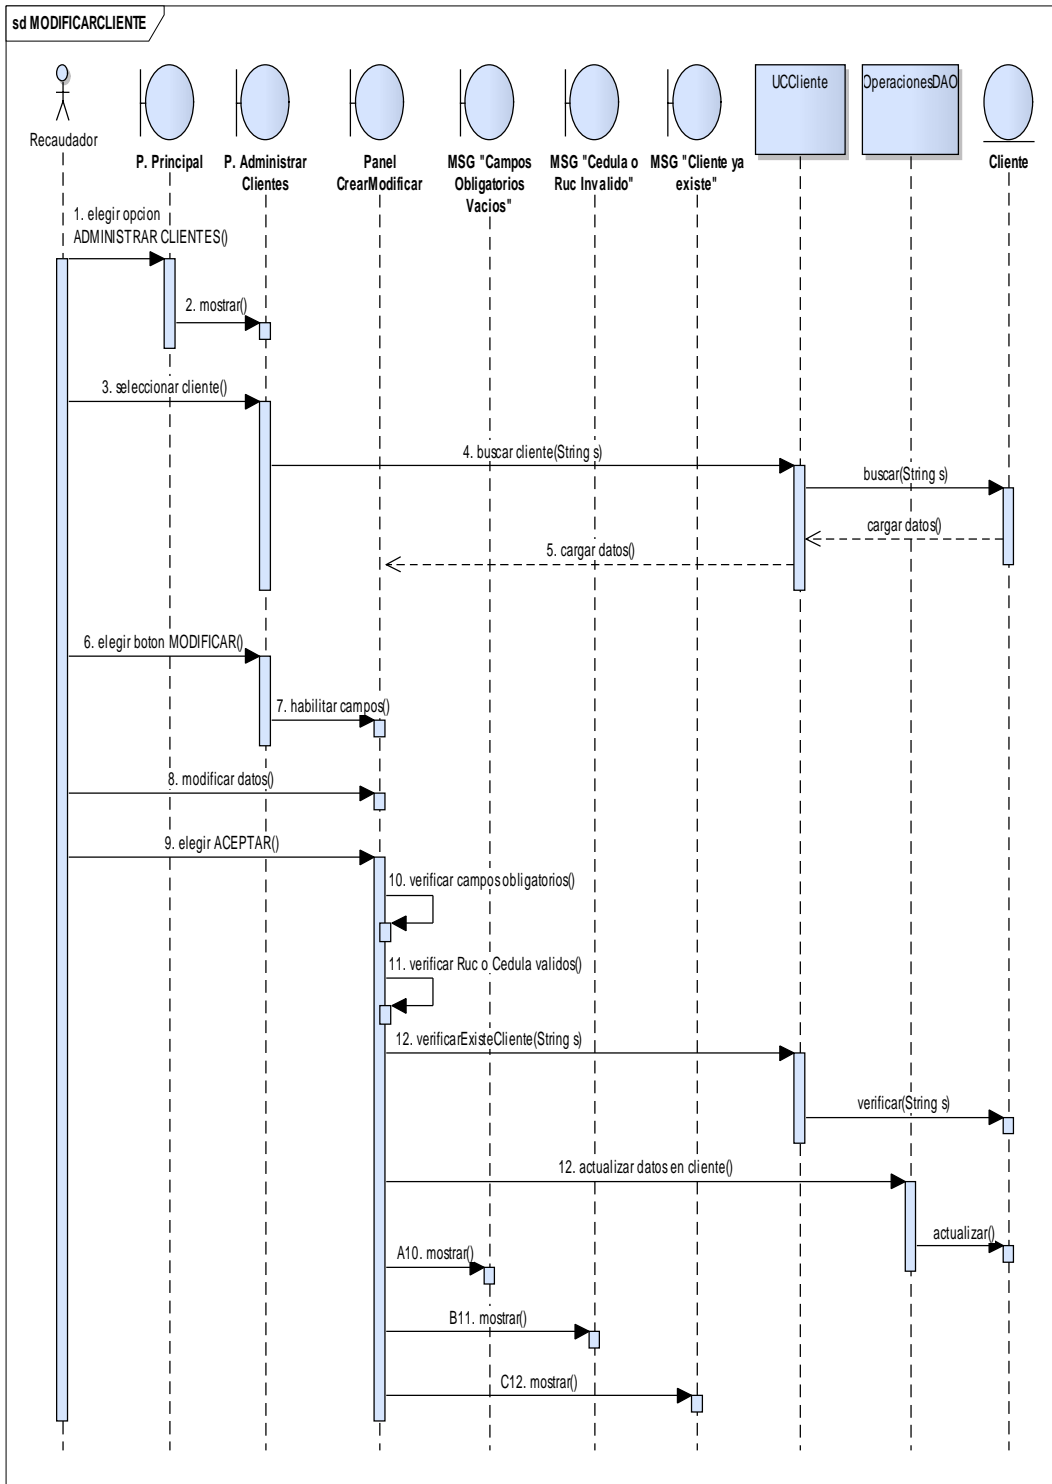 sd MODIFICARCLIENTE
Recaudador
P. Principal
P. Administrar
Clientes
Panel
CrearModificar
MSG "Campos
Obligatorios
Vacios"
MSG "Cedula o
Ruc Invalido"
MSG "Cliente ya
existe"
UCCliente
OperacionesDAO
Cliente
1. elegir opcion
ADMINISTRAR CLIENTES()
2. mostrar()
3. seleccionar cliente()
4. buscar cliente(String s)
buscar(String s)
cargar datos()
5. cargar datos()
6. elegir boton MODIFICAR()
7. habilitar campos()
8. modificar datos()
9. elegir ACEPTAR()
10. verificar campos obligatorios()
11. verificar Ruc o Cedula validos()
12. verificarExisteCliente(String s)
verificar(String s)
12. actualizar datos en cliente()
actualizar()
A10. mostrar()
B11. mostrar()
C12. mostrar()